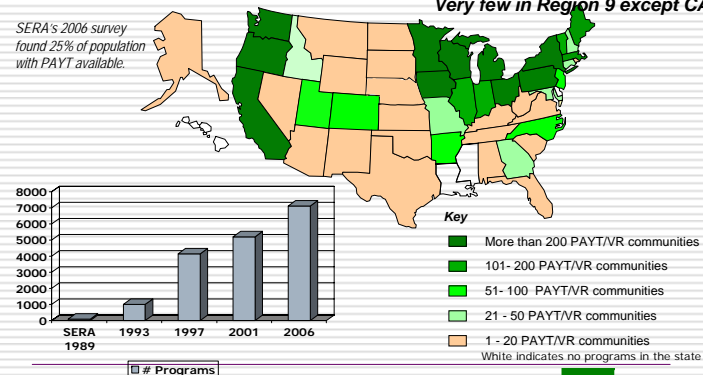 Very few in Region 9 except CA
SERA's 2006 survey
found 25% of population
with PAYT available.
8000
7000
6000
5000
4000
3000
2000
1000
0
SERA 1993 1997 2001 2006
1989
# Programs
Key
More than 200 PAYT/VR communities
101- 200 PAYT/VR communities
51- 100 PAYT/VR communities
21 - 50 PAYT/VR communities
1 - 20 PAYT/VR communities
White indicates no programs in the state